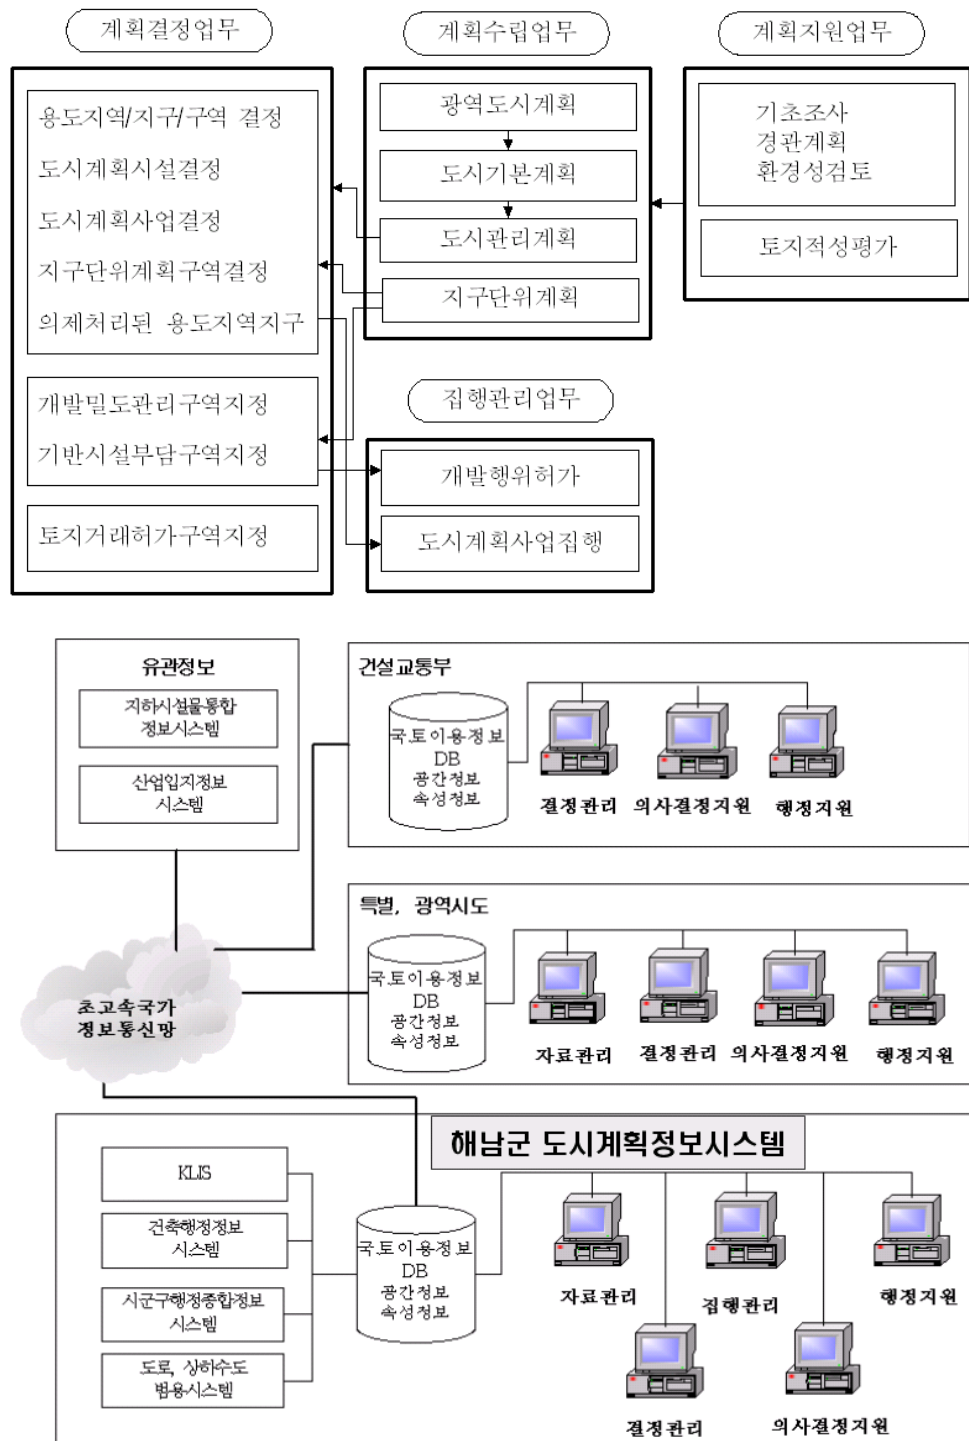 계획결정업무
계획수립업무
계획지원업무
용도지역/지구/구역 결정
도시계획시설결정
도시계획사업결정
지구단위계획구역결정
의제처리된 용도지역지구
개발밀도관리구역지정
기반시설부담구역지정
토지거래허가구역지정
광역도시계획
도시기본계획
도시관리계획
지구단위계획
기초조사
경관계획
환경성검토
토지적성평가
집행관리업무
개발행위허가
도시계획사업집행
유관정보
지하시설물통합
정보시스템
산업입지정보
시스템
건설교통부
국토이용정보
DB
공간정보
속성정보
결정관리
의사결정지원
행정지원
특별, 광역시도
국토이용정보
DB
공간정보
속성정보
자료관리
결정관리
의사결정지원
행정지원
초고속국가
정보통신망
해남군 도시계획정보시스템
KLIS
건축행정정보
시스템
시군구행정종합정보
시스템
도로, 상하수도
범용시스템
국토이용정보
DB
공간정보
속성정보
자료관리
집행관리
행정지원
결정관리
의사결정지원